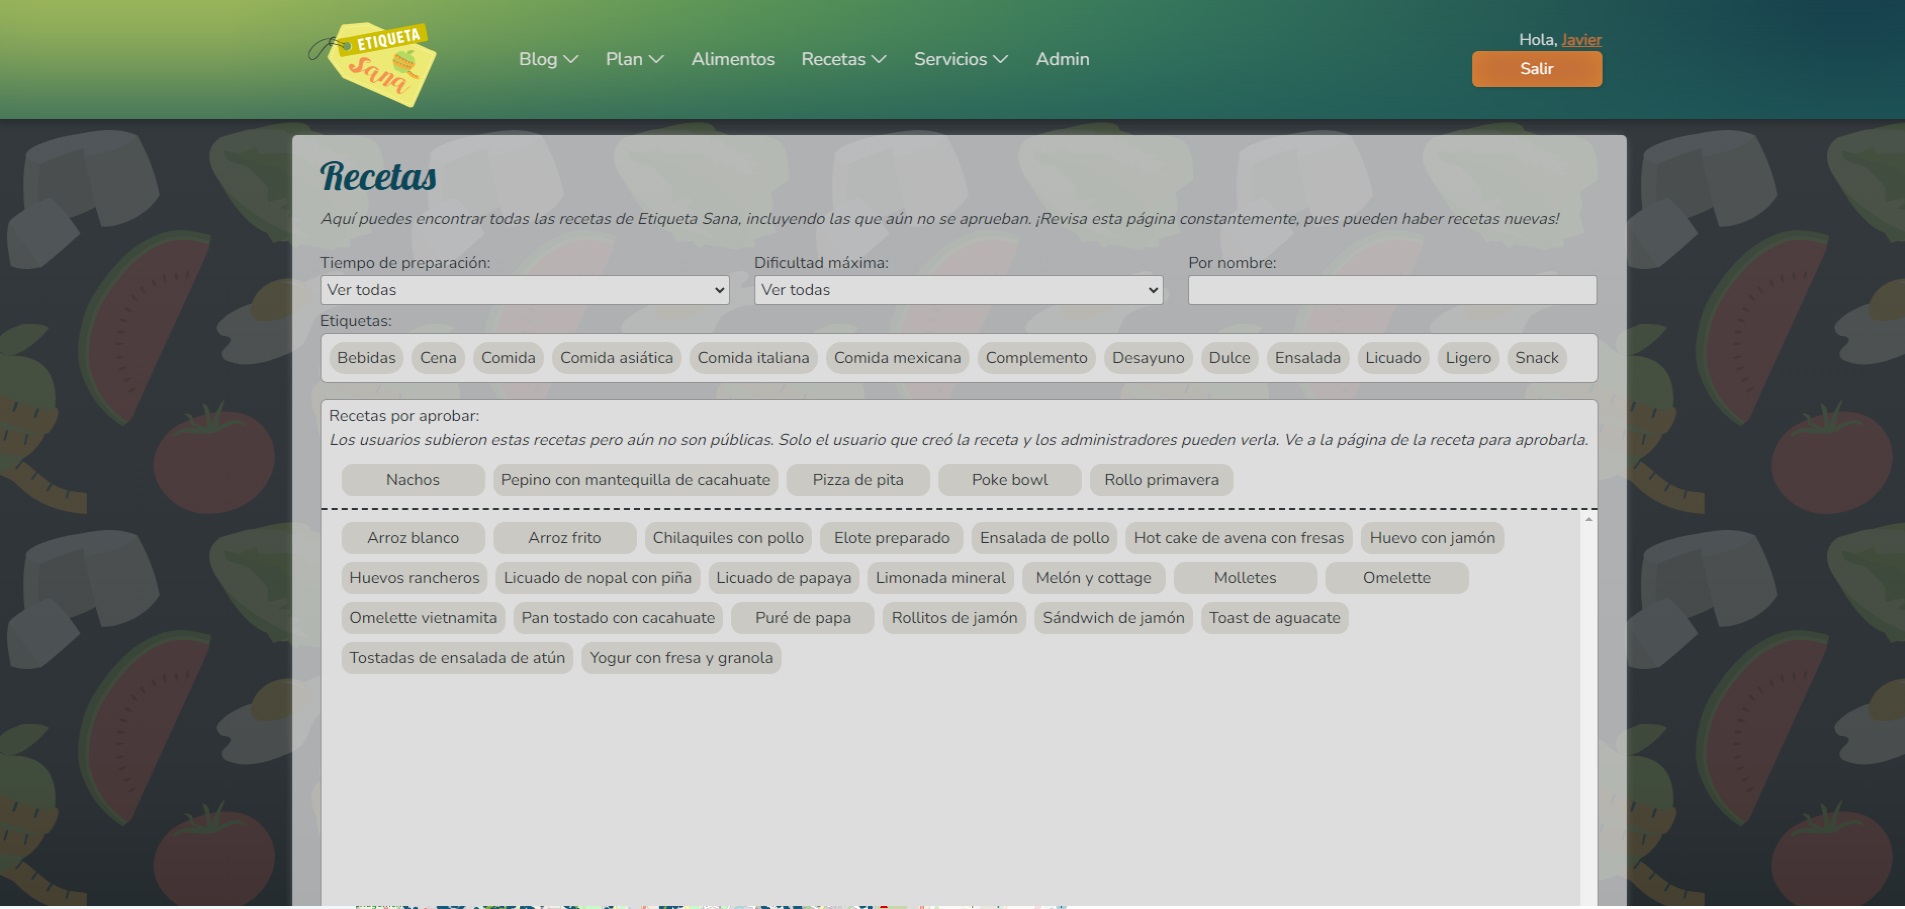 ETIQUETA
Sana
Blog Plan Alimentos Recetas Servicios Admin
Hola, Javier
Salir
Recetas
Aquí puedes encontrar todas las recetas de Etiqueta Sana, incluyendo las que aún no se aprueban. ¡Revisa esta página constantemente, pues pueden haber recetas nuevas!
Tiempo de preparación: Dificultad máxima: Por nombre:
Ver todas Ver todas
Etiquetas:
Bebidas Cena Comida Comida asiática Comida italiana Comida mexicana Complemento Desayuno Dulce Ensalada Licuado Ligero Snack
Recetas por aprobar:
Los usuarios subieron estas recetas pero aún no son públicas. Solo el usuario que creó la receta y los administradores pueden verla. Ve a la página de la receta para aprobarla.
Nachos Pepino con mantequilla de cacahuate Pizza de pita Poke bowl Rollo primavera
Arroz blanco Arroz frito Chilaquiles con pollo Elote preparado Ensalada de pollo Hot cake de avena con fresas Huevo con jamón
Huevos rancheros Licuado de nopal con piña Licuado de papaya Limonada mineral Melón y cottage Molletes Omelette
Omelette vietnamita Pan tostado con cacahuate Puré de papa Rollitos de jamón Sándwich de jamón Toast de aguacate
Tostadas de ensalada de atún Yogur con fresa y granola